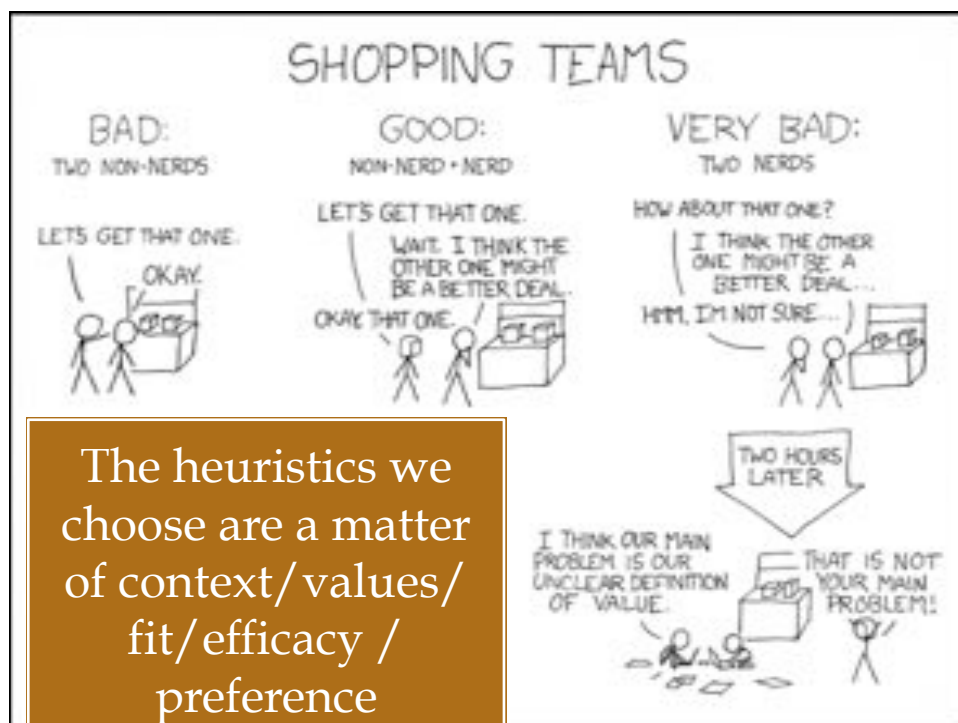 SHOPPING TEAMS
BAD:
TWO NON-NERDS
LET'S GET THAT ONE.
OKAY.
GOOD:
NON-NERD + NERD
LET'S GET THAT ONE.
WAIT. I THINK THE
OTHER ONE MIGHT
BE A BETTER DEAL.
OKAY, THAT ONE.
VERY BAD:
TWO NERDS
HOW ABOUT THAT ONE?
I THINK THE OTHER
ONE MIGHT BE A
BETTER DEAL...
HMM, I'M NOT SURE...
TWO HOURS
LATER
I THINK OUR MAIN
PROBLEM IS OUR
UNCLEAR DEFINITION
OF VALUE.
THAT IS NOT
YOUR MAIN
PROBLEM!
The heuristics we
choose are a matter
of context/values/
fit/efficacy /
preference